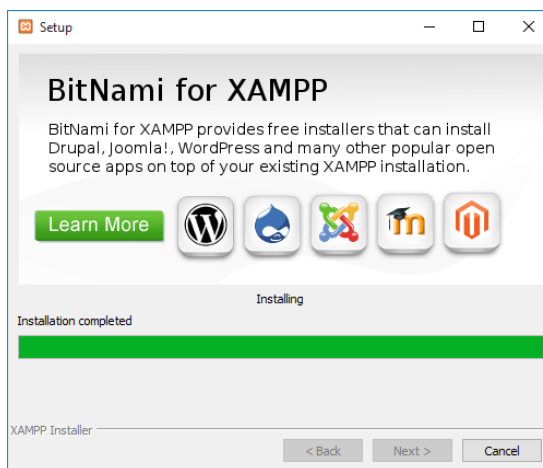 Setup
BitNami for XAMPP
BitNami for XAMPP provides free installers that can install
Drupal, Joomla!, WordPress and many other popular open
source apps on top of your existing XAMPP installation.
Learn More
Installing
Installation completed
XAMPP Installer
< Back Next > Cancel